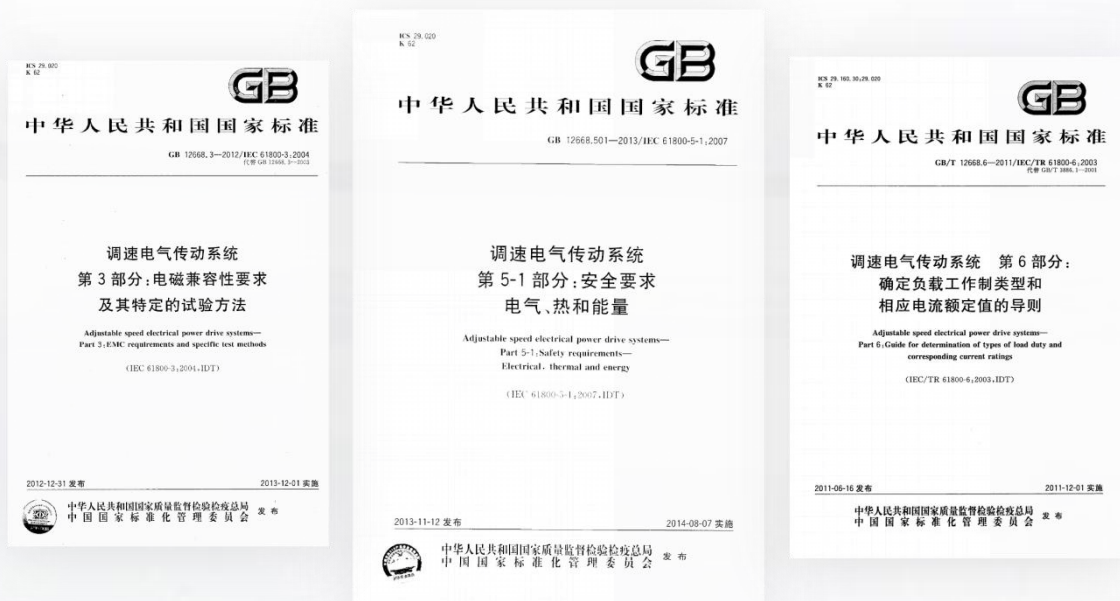 ICS 29.020
K 62
GB
中华人民共和国国家标准
GB 12668.3—2012/IEC 61800-3:2004
代替 GB 12668.3—2003
调速电气传动系统
第 3 部分:电磁兼容性要求
及其特定的试验方法
Adjustable speed electrical power drive systems—
Part 3:EMC requirements and specific test methods
(IEC 61800-3:2004,IDT)
2012-12-31 发布
2013-12-01 实施
中华人民共和国国家质量监督检验检疫总局
中国国家标准化管理委员会
发布
ICS 29.020
K 62
GB
中华人民共和国国家标准
GB 12668.501—2013/IEC 61800-5-1:2007
调速电气传动系统
第 5-1 部分:安全要求
电气、热和能量
Adjustable speed electrical power drive systems—
Part 5-1:Safety requirements—
Electrical, thermal and energy
(IEC 61800-5-1:2007,IDT)
2013-11-12 发布
2014-08-07 实施
中华人民共和国国家质量监督检验检疫总局
中国国家标准化管理委员会
发布
ICS 29.160.30;29.020
K 62
GB
中华人民共和国国家标准
GB/T 12668.6—2011/IEC/TR 61800-6:2003
代替 GB/T 3886.1—2001
调速电气传动系统 第 6 部分:
确定负载工作制类型和
相应电流额定值的导则
Adjustable speed electrical power drive systems—
Part 6:Guide for determination of types of load duty and
corresponding current ratings
(IEC/TR 61800-6:2003,IDT)
2011-06-16 发布
2011-12-01 实施
中华人民共和国国家质量监督检验检疫总局
中国国家标准化管理委员会
发布